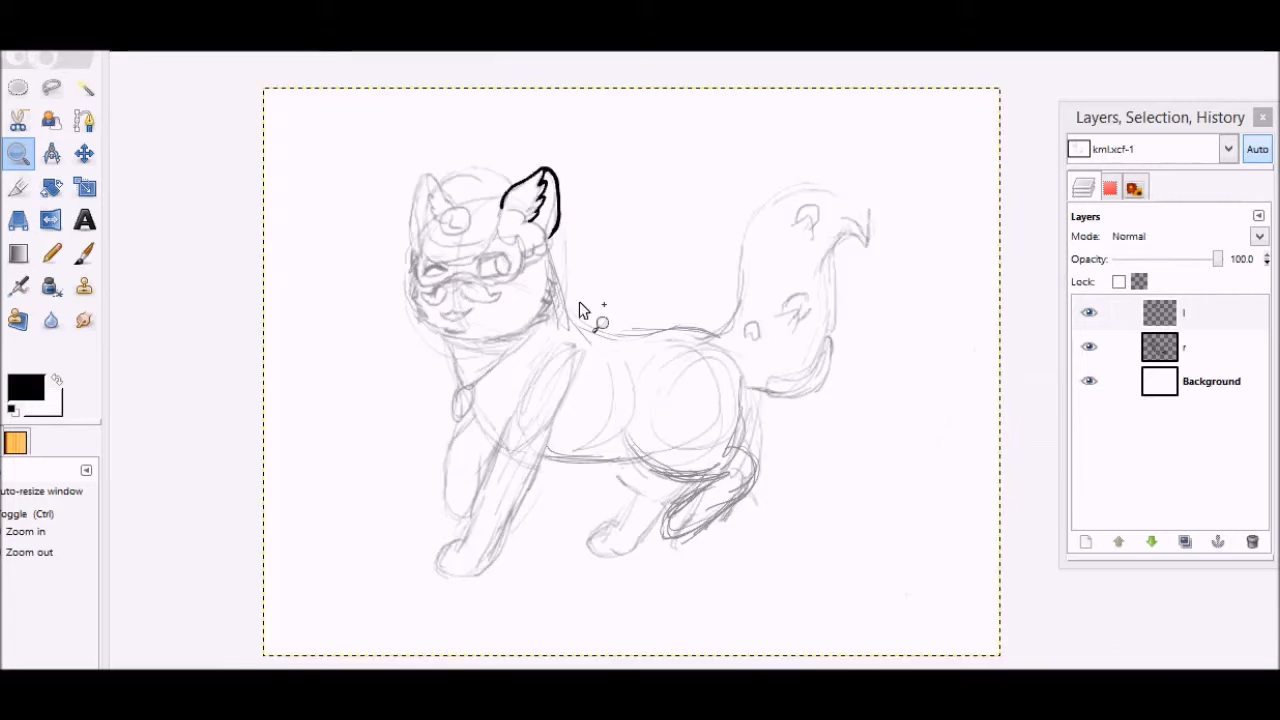 Layers, Selection, History
kml.xcf-1
Auto
Layers
Mode: Normal
Opacity: 100.0
Lock:
l
r
Background
uto-resize window
oggle (Ctrl)
Zoom in
Zoom out